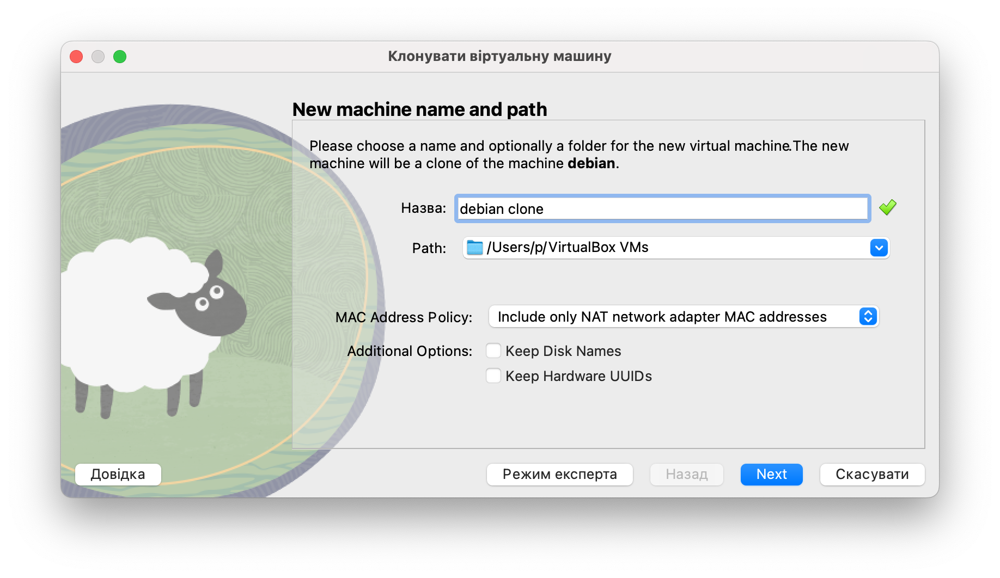 Клонувати віртуальну машину
New machine name and path
Please choose a name and optionally a folder for the new virtual machine.The new
machine will be a clone of the machine debian.
Назва: debian clone
Path: /Users/p/VirtualBox VMs
MAC Address Policy: Include only NAT network adapter MAC addresses
Additional Options: Keep Disk Names
Keep Hardware UUIDs
Довідка Режим експерта Назад Next Скасувати